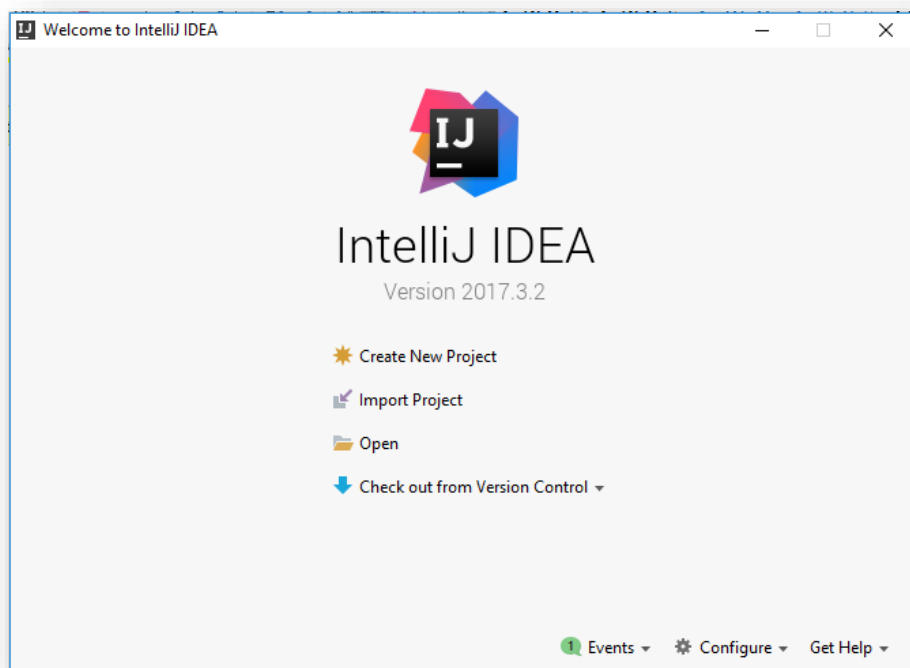 Welcome to IntelliJ IDEA
IJ
IntelliJ IDEA
Version 2017.3.2
Create New Project
Import Project
Open
Check out from Version Control
1 Events Configure Get Help